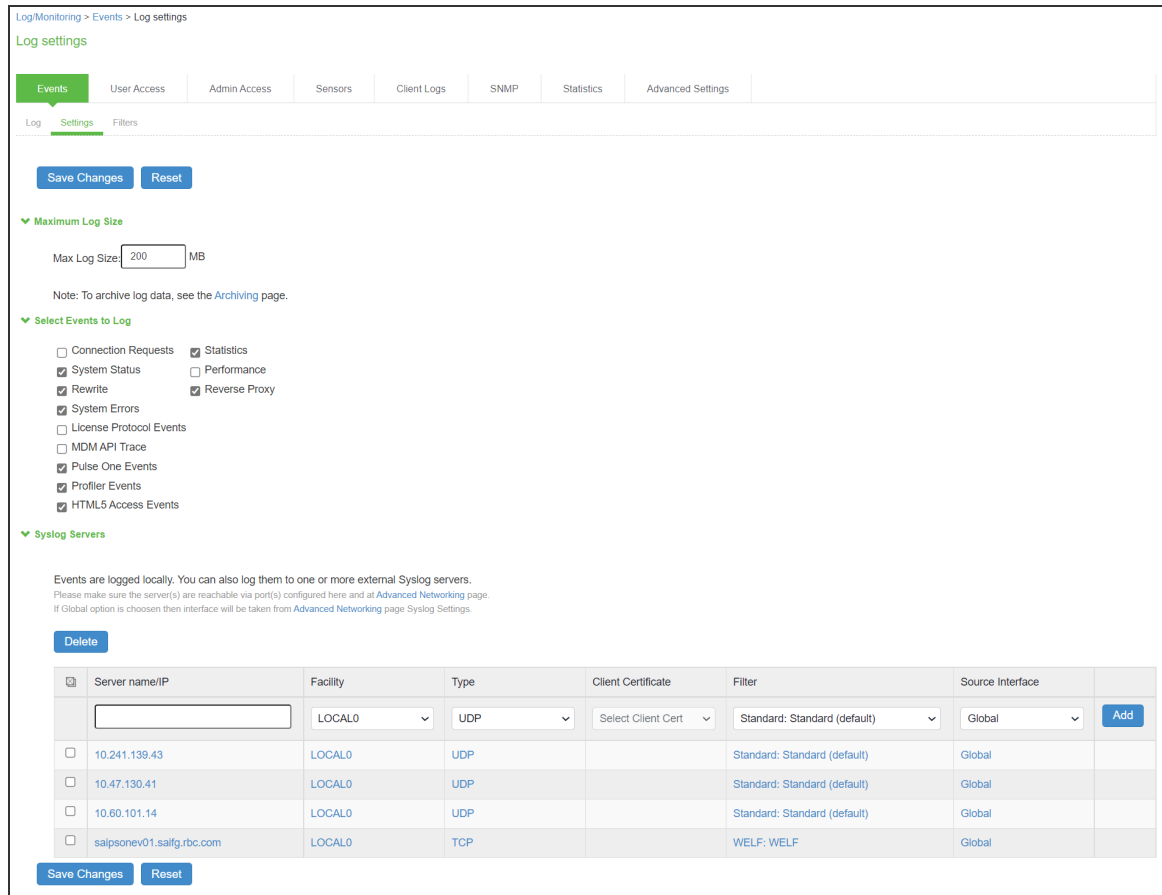 Log/Monitoring > Events > Log settings
Log settings
Events User Access Admin Access Sensors Client Logs SNMP Statistics Advanced Settings
Log Settings Filters
Save Changes Reset
Maximum Log Size
Max Log Size: 200 MB
Note: To archive log data, see the Archiving page.
Select Events to Log
Connection Requests Statistics
System Status Performance
Rewrite Reverse Proxy
System Errors
License Protocol Events
MDM API Trace
Pulse One Events
Profiler Events
HTML5 Access Events
Syslog Servers
Events are logged locally. You can also log them to one or more external Syslog servers.
Please make sure the server(s) are reachable via port(s) configured here and at Advanced Networking page.
If Global option is choosen then interface will be taken from Advanced Networking page Syslog Settings.
Delete
Server name/IP Facility Type Client Certificate Filter Source Interface
LOCAL0 UDP Select Client Cert Standard: Standard (default) Global Add
10.241.139.43 LOCAL0 UDP Standard: Standard (default) Global
10.47.130.41 LOCAL0 UDP Standard: Standard (default) Global
10.60.101.14 LOCAL0 UDP Standard: Standard (default) Global
saipsonev01.saifg.rbc.com LOCAL0 TCP WELF: WELF Global
Save Changes Reset